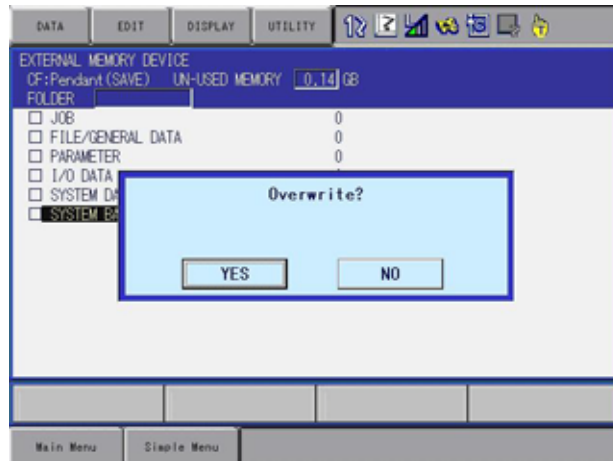 DATA EDIT DISPLAY UTILITY
EXTERNAL MEMORY DEVICE
CF:Pendant(SAVE) UN-USED MEMORY 0.14 GB
FOLDER
JOB 0
FILE/GENERAL DATA 0
PARAMETER 0
I/O DATA
SYSTEM DA
SYSTEM BA
Overwrite?
YES NO
Main Menu Simple Menu